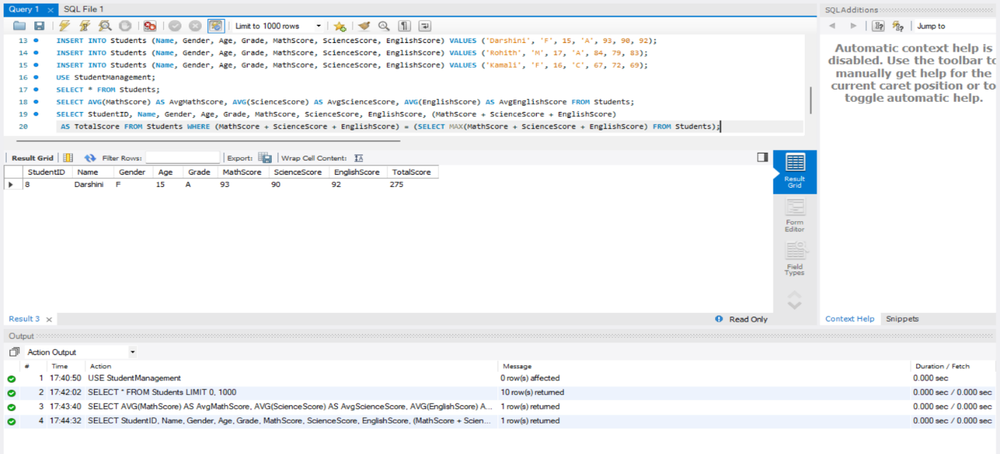 Query 1 × SQL File 1
Limit to 1000 rows
13 INSERT INTO Students (Name, Gender, Age, Grade, MathScore, ScienceScore, EnglishScore) VALUES ('Darshini', 'F', 15, 'A', 93, 90, 92);
14 INSERT INTO Students (Name, Gender, Age, Grade, MathScore, ScienceScore, EnglishScore) VALUES ('Rohith', 'M', 17, 'A', 84, 79, 83);
15 INSERT INTO Students (Name, Gender, Age, Grade, MathScore, ScienceScore, EnglishScore) VALUES ('Kamali', 'F', 16, 'C', 67, 72, 69);
16 USE StudentManagement;
17 SELECT * FROM Students;
18 SELECT AVG(MathScore) AS AvgMathScore, AVG(ScienceScore) AS AvgScienceScore, AVG(EnglishScore) AS AvgEnglishScore FROM Students;
19 SELECT StudentID, Name, Gender, Age, Grade, MathScore, ScienceScore, EnglishScore, (MathScore + ScienceScore + EnglishScore)
20 AS TotalScore FROM Students WHERE (MathScore + ScienceScore + EnglishScore) = (SELECT MAX(MathScore + ScienceScore + EnglishScore) FROM Students);
Result Grid Filter Rows: Export: Wrap Cell Content: IA
StudentID Name Gender Age Grade MathScore ScienceScore EnglishScore TotalScore
8 Darshini F 15 A 93 90 92 275
Result
Grid
Form
Editor
Field
Types
Result 3 × Read Only
SQLAdditions
Jump to
Automatic context help is
disabled. Use the toolbar to
manually get help for the
current caret position or to
toggle automatic help.
Context Help Snippets
Output
Action Output
# Time Action Message Duration / Fetch
1 17:40:50 USE StudentManagement 0 row(s) affected 0.000 sec
2 17:42:02 SELECT * FROM Students LIMIT 0, 1000 10 row(s) returned 0.000 sec / 0.000 sec
3 17:43:40 SELECT AVG(MathScore) AS AvgMathScore, AVG(ScienceScore) AS AvgScienceScore, AVG(EnglishScore) A... 1 row(s) returned 0.000 sec / 0.000 sec
4 17:44:32 SELECT StudentID, Name, Gender, Age, Grade, MathScore, ScienceScore, EnglishScore, (MathScore + Scien... 1 row(s) returned 0.000 sec / 0.000 sec